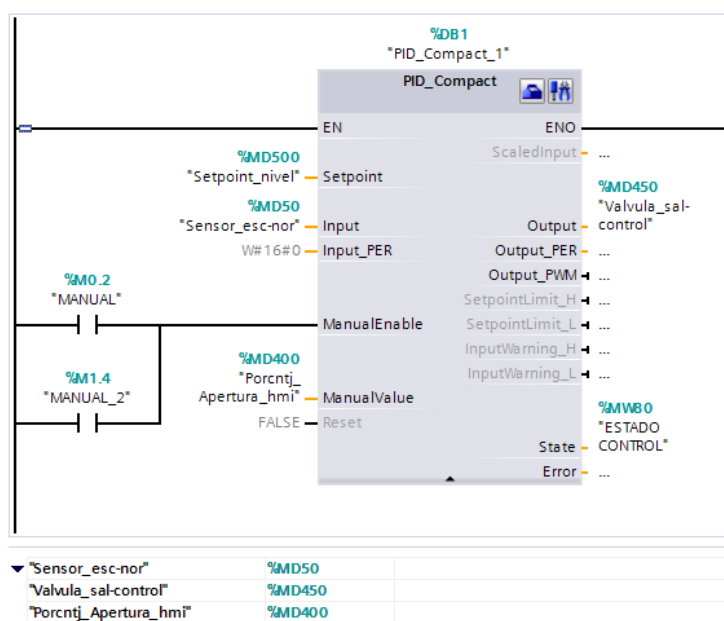 %DB1
"PID_Compact_1"
PID_Compact
EN
ENO
ScaledInput
...
%MD500
"Setpoint_nivel"
Setpoint
%MD450
"Valvula_sal-
control"
%MD50
"Sensor_esc-nor"
Input
Output
W#16#0
Input_PER
Output_PER
...
Output_PWM
...
%M0.2
"MANUAL"
SetpointLimit_H
...
ManualEnable
SetpointLimit_L
...
InputWarning_H
...
InputWarning_L
...
%MD400
"Porcntj_
Apertura_hmi"
ManualValue
%M1.4
"MANUAL_2"
FALSE
Reset
%MW80
"ESTADO
CONTROL"
State
Error
...
"Sensor_esc-nor" %MD50
"Valvula_sal-control" %MD450
"Porcntj_Apertura_hmi" %MD400